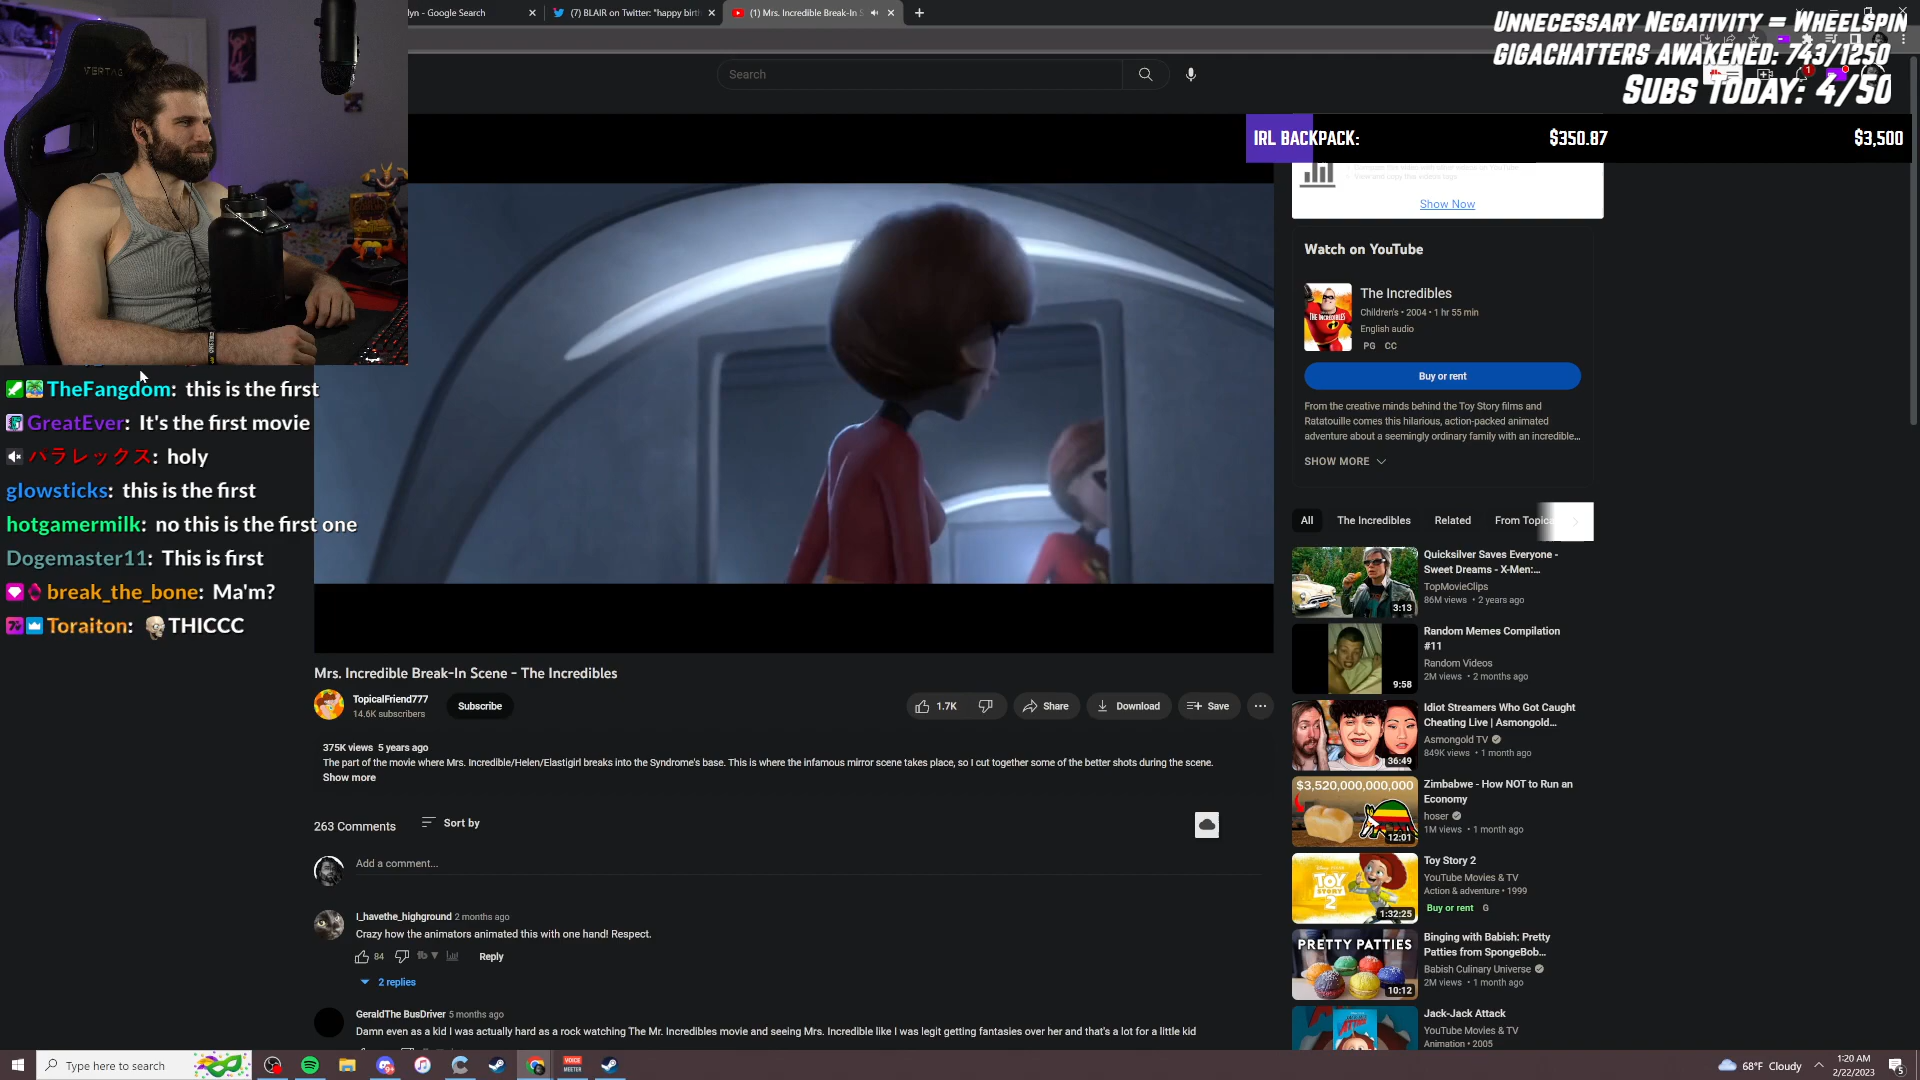 lyn - Google Search
(7) BLAIR on Twitter: "happy birt
(1) Mrs. Incredible Break-In S
VERTAG
Search
UNNECESSARY NEGATIVITY = WHEELSPIN
GIGACHATTERS AWAKENED: 743/1250
SUBS TODAY: 4/50
IRL BACKPACK: $350.87 $3,500
Show Now
Watch on YouTube
The Incredibles
Children's • 2004 • 1 hr 55 min
English audio
PG CC
Buy or rent
From the creative minds behind the Toy Story films and
Ratatouille comes this hilarious, action-packed animated
adventure about a seemingly ordinary family with an incredible...
SHOW MORE
TheFangdom: this is the first
GreatEver: It's the first movie
ハラレックス: holy
glowsticks: this is the first
hotgamermilk: no this is the first one
Dogemaster11: This is first
break_the_bone: Ma'm?
Toraiton: THICCC
Mrs. Incredible Break-In Scene - The Incredibles
TopicalFriend777
14.6K subscribers
Subscribe
1.7K
Share
Download
Save
375K views 5 years ago
The part of the movie where Mrs. Incredible/Helen/Elastigirl breaks into the Syndrome's base. This is where the infamous mirror scene takes place, so I cut together some of the better shots during the scene.
Show more
263 Comments
Sort by
Add a comment...
I_havethe_highground 2 months ago
Crazy how the animators animated this with one hand! Respect.
84
Reply
2 replies
GeraldThe BusDriver 5 months ago
Damn even as a kid I was actually hard as a rock watching The Mr. Incredibles movie and seeing Mrs. Incredible like I was legit getting fantasies over her and that's a lot for a little kid
All
The Incredibles
Related
From Topica
Quicksilver Saves Everyone -
Sweet Dreams - X-Men:...
TopMovieClips
86M views • 2 years ago
3:13
Random Memes Compilation
#11
Random Videos
2M views • 2 months ago
9:58
Idiot Streamers Who Got Caught
Cheating Live | Asmongold...
Asmongold TV
849K views • 1 month ago
36:49
$3,520,000,000,000
Zimbabwe - How NOT to Run an
Economy
hoser
1M views • 1 month ago
12:01
Toy Story 2
YouTube Movies & TV
Action & adventure • 1999
Buy or rent G
TOY STORY 2
1:32:25
PRETTY PATTIES
Binging with Babish: Pretty
Patties from SpongeBob...
Babish Culinary Universe
2M views • 1 month ago
10:12
Jack-Jack Attack
YouTube Movies & TV
Animation • 2005
Type here to search
68°F Cloudy
1:20 AM
2/22/2023